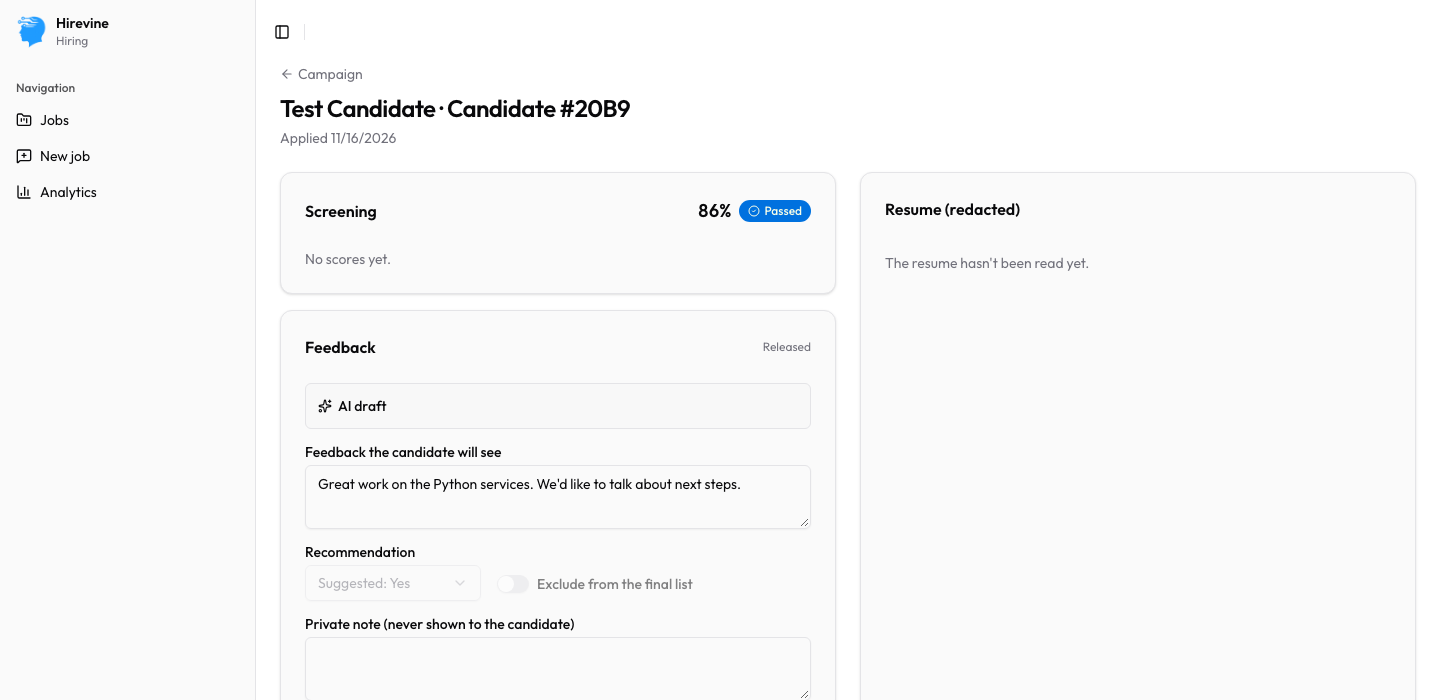 Hirevine
Hiring
Navigation
Jobs
New job
Analytics
Campaign
Test Candidate · Candidate #20B9
Applied 11/16/2026
Screening
86% Passed
No scores yet.
Feedback
Released
AI draft
Feedback the candidate will see
Great work on the Python services. We'd like to talk about next steps.
Recommendation
Suggested: Yes
Exclude from the final list
Private note (never shown to the candidate)
Resume (redacted)
The resume hasn't been read yet.